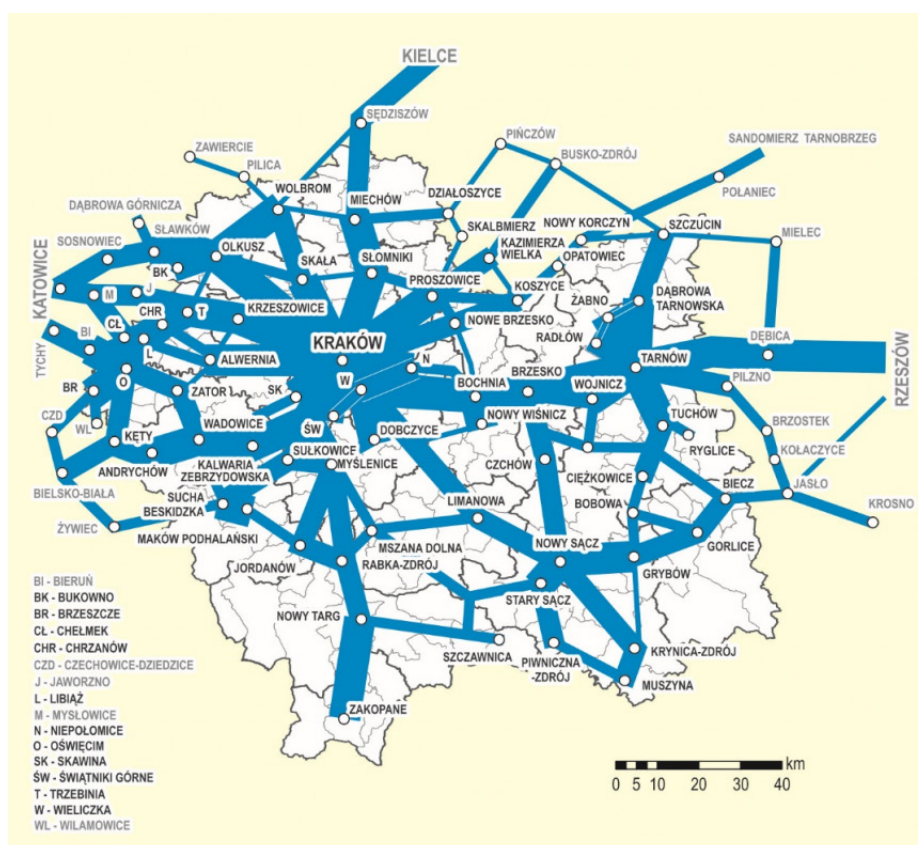 KIELCE
SĘDZISZÓW
PIŃCZÓW
SANDOMIERZ TARNOBRZEG
ZAWIERCIE
BUSKO-ZDRÓJ
PILICA
POŁANIEC
WOLBROM
DZIAŁOSZYCE
DĄBROWA GÓRNICZA
MIECHÓW
NOWY KORCZYN
SZCZUCIN
SŁAWKÓW
SKALBMIERZ
MIELEC
SOSNOWIEC
OLKUSZ
KAZIMIERZA
WIELKA
SŁOMNIKI
OPATOWIEC
BK
SKAŁA
PROSZOWICE
KATOWICE
KOSZYCE
DĄBROWA
TARNOWSKA
ŻABNO
M
J
T
KRZESZOWICE
CHR
NOWE BRZESKO
CŁ
RADŁÓW
BI
KRAKÓW
DĘBICA
L
TYCHY
ALWERNIA
N
TARNÓW
RZESZÓW
O
W
BOCHNIA
BRZESKO
WOJNICZ
PILZNO
BR
ZATOR
SK
CZD
WL
WADOWICE
ŚW
DOBCZYCE
NOWY WIŚNICZ
TUCHÓW
BRZOSTEK
KĘTY
SUŁKOWICE
RYGLICE
KOŁACZYCE
ANDRYCHÓW
KALWARIA
ZEBRZYDOWSKA
MYŚLENICE
CZCHÓW
CIĘŻKOWICE
BIECZ
JASŁO
BIELSKO-BIAŁA
SUCHA
BESKIDZKA
LIMANOWA
BOBOWA
KROSNO
ŻYWIEC
MAKÓW PODHALAŃSKI
MSZANA DOLNA
NOWY SĄCZ
GORLICE
JORDANÓW
RABKA-ZDRÓJ
GRYBÓW
BI - BIERUŃ
STARY SĄCZ
BK - BUKOWNO
BR - BRZESZCZE
NOWY TARG
CŁ - CHEŁMEK
CHR - CHRZANÓW
SZCZAWNICA
PIWNICZNA
-ZDRÓJ
KRYNICA-ZDRÓJ
CZD - CZECHOWICE-DZIEDZICE
J - JAWORZNO
MUSZYNA
L - LIBIĄŻ
ZAKOPANE
M - MYSŁOWICE
N - NIEPOŁOMICE
O - OŚWIĘCIM
SK - SKAWINA
ŚW - ŚWIĄTNIKI GÓRNE
T - TRZEBINIA
W - WIELICZKA
WL - WILAMOWICE
km
0 5 10 20 30 40